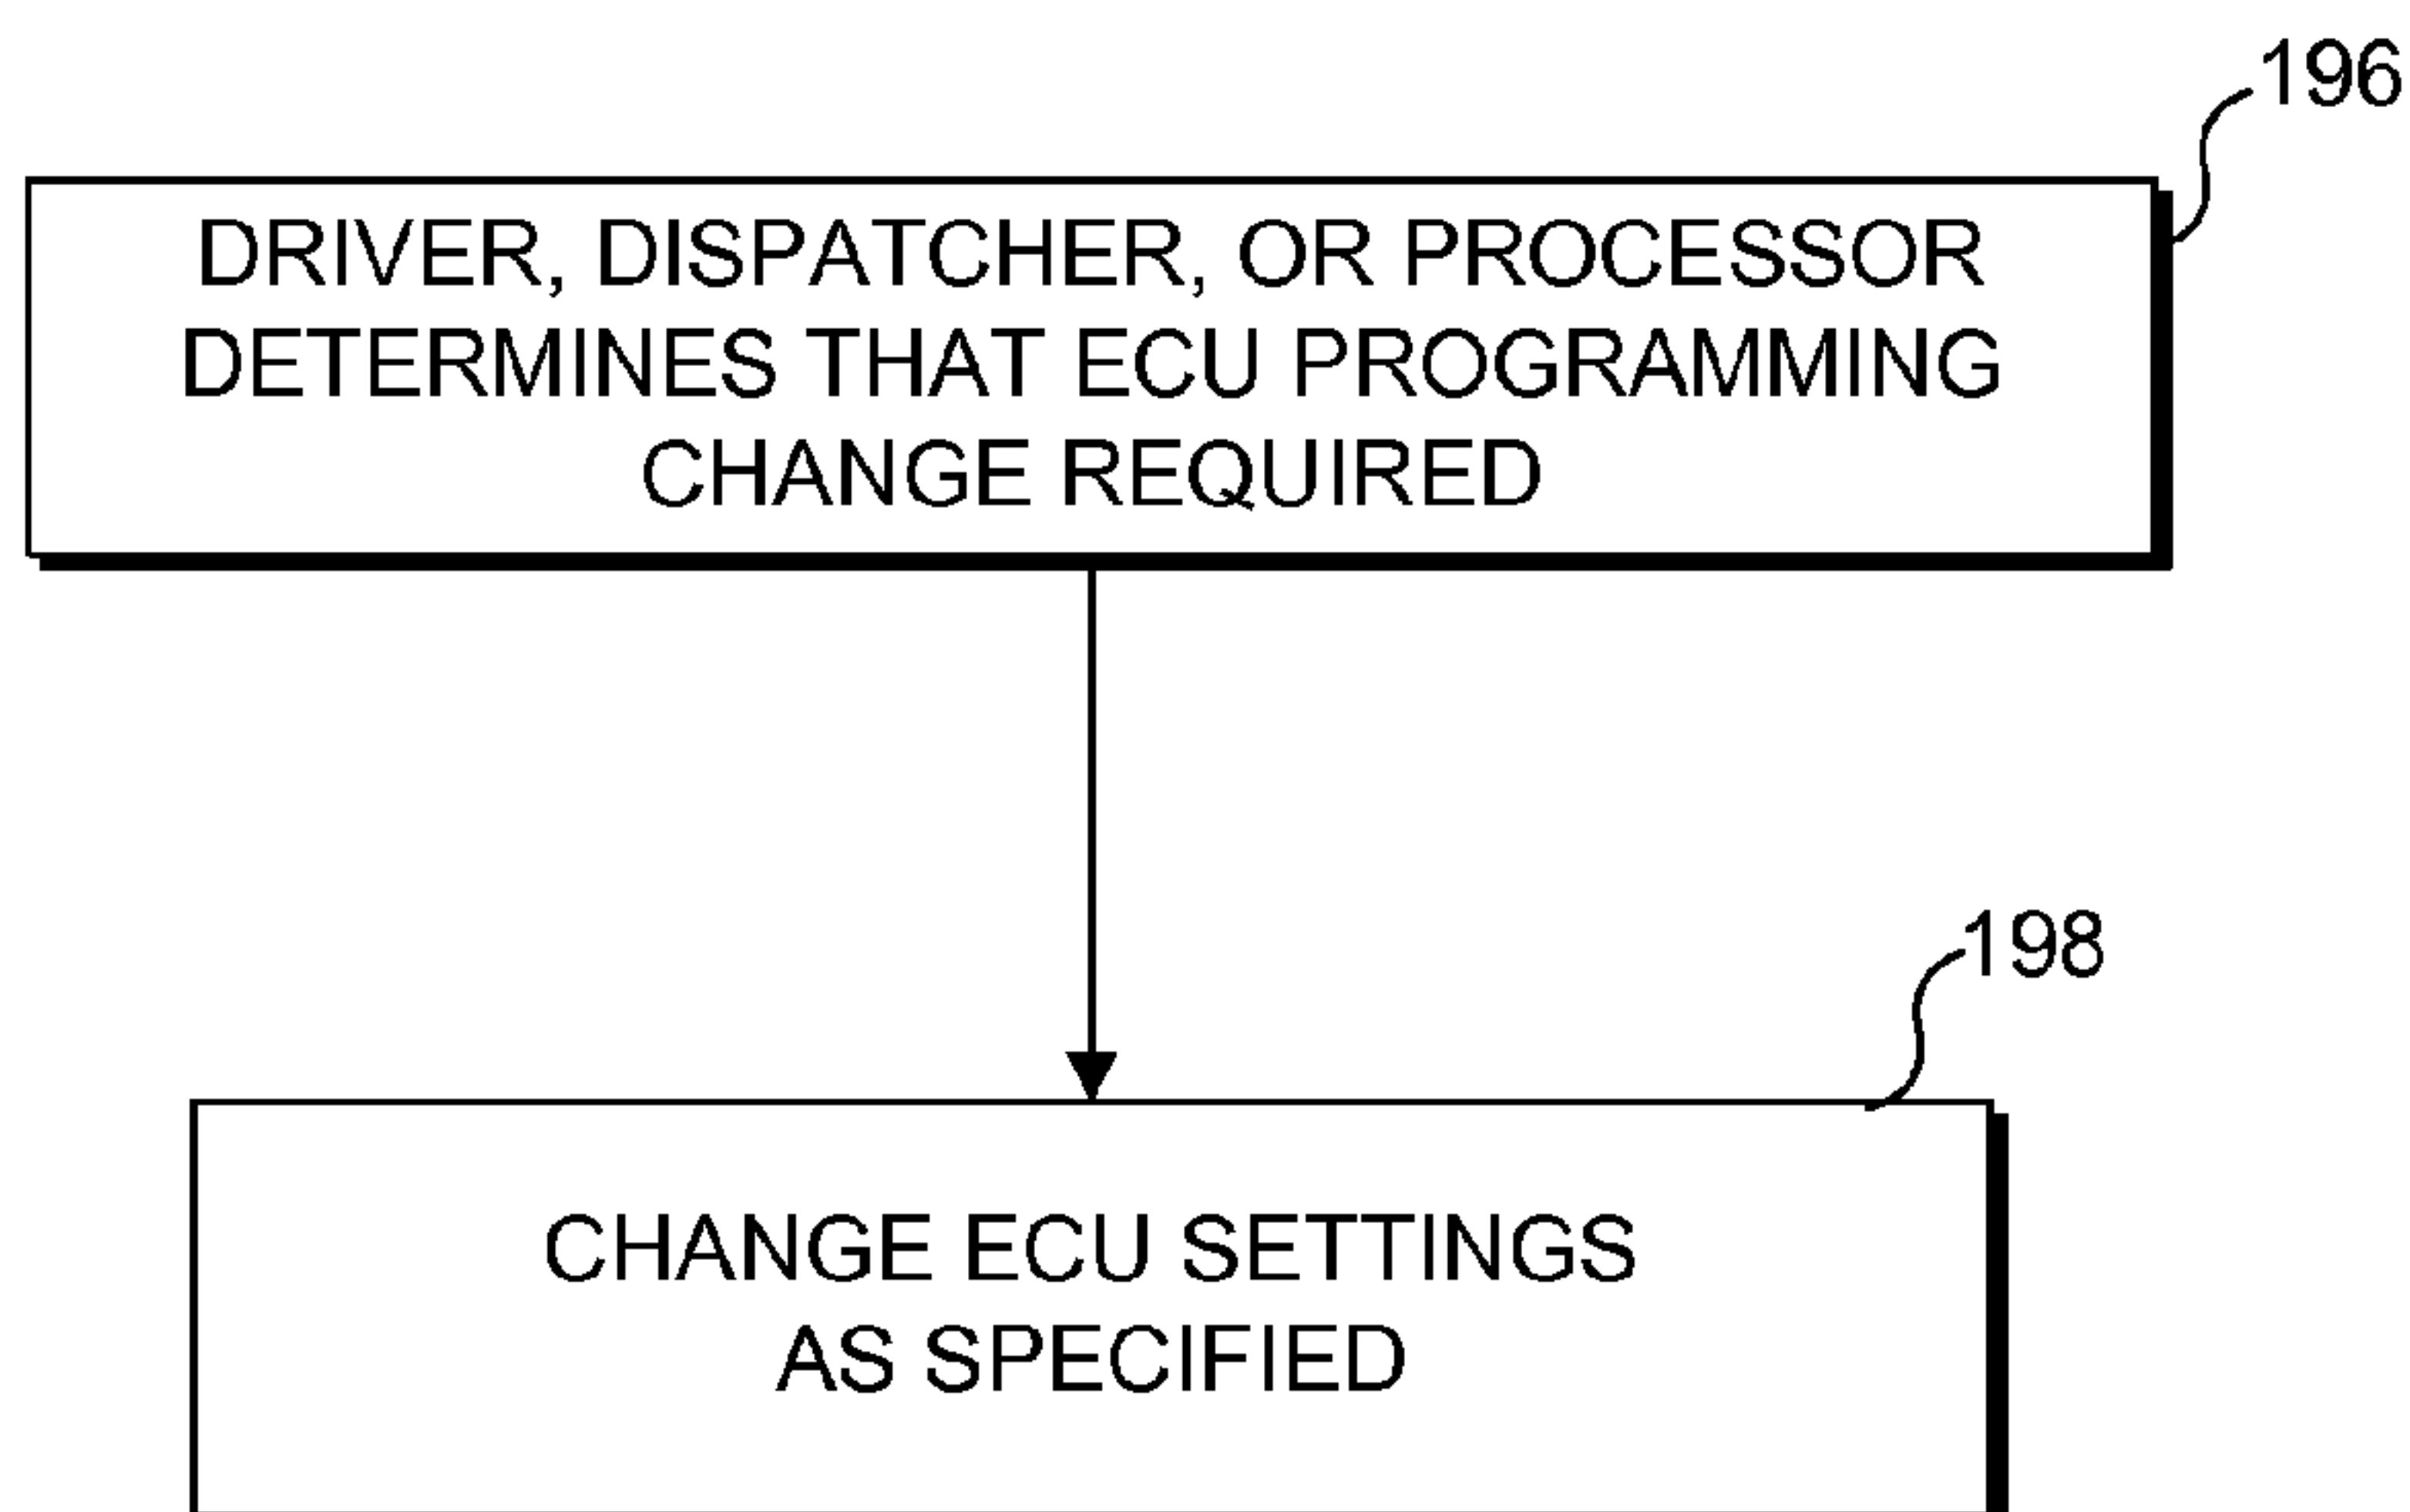 196
DRIVER, DISPATCHER, OR PROCESSOR
DETERMINES THAT ECU PROGRAMMING
CHANGE REQUIRED
198
CHANGE ECU SETTINGS
AS SPECIFIED